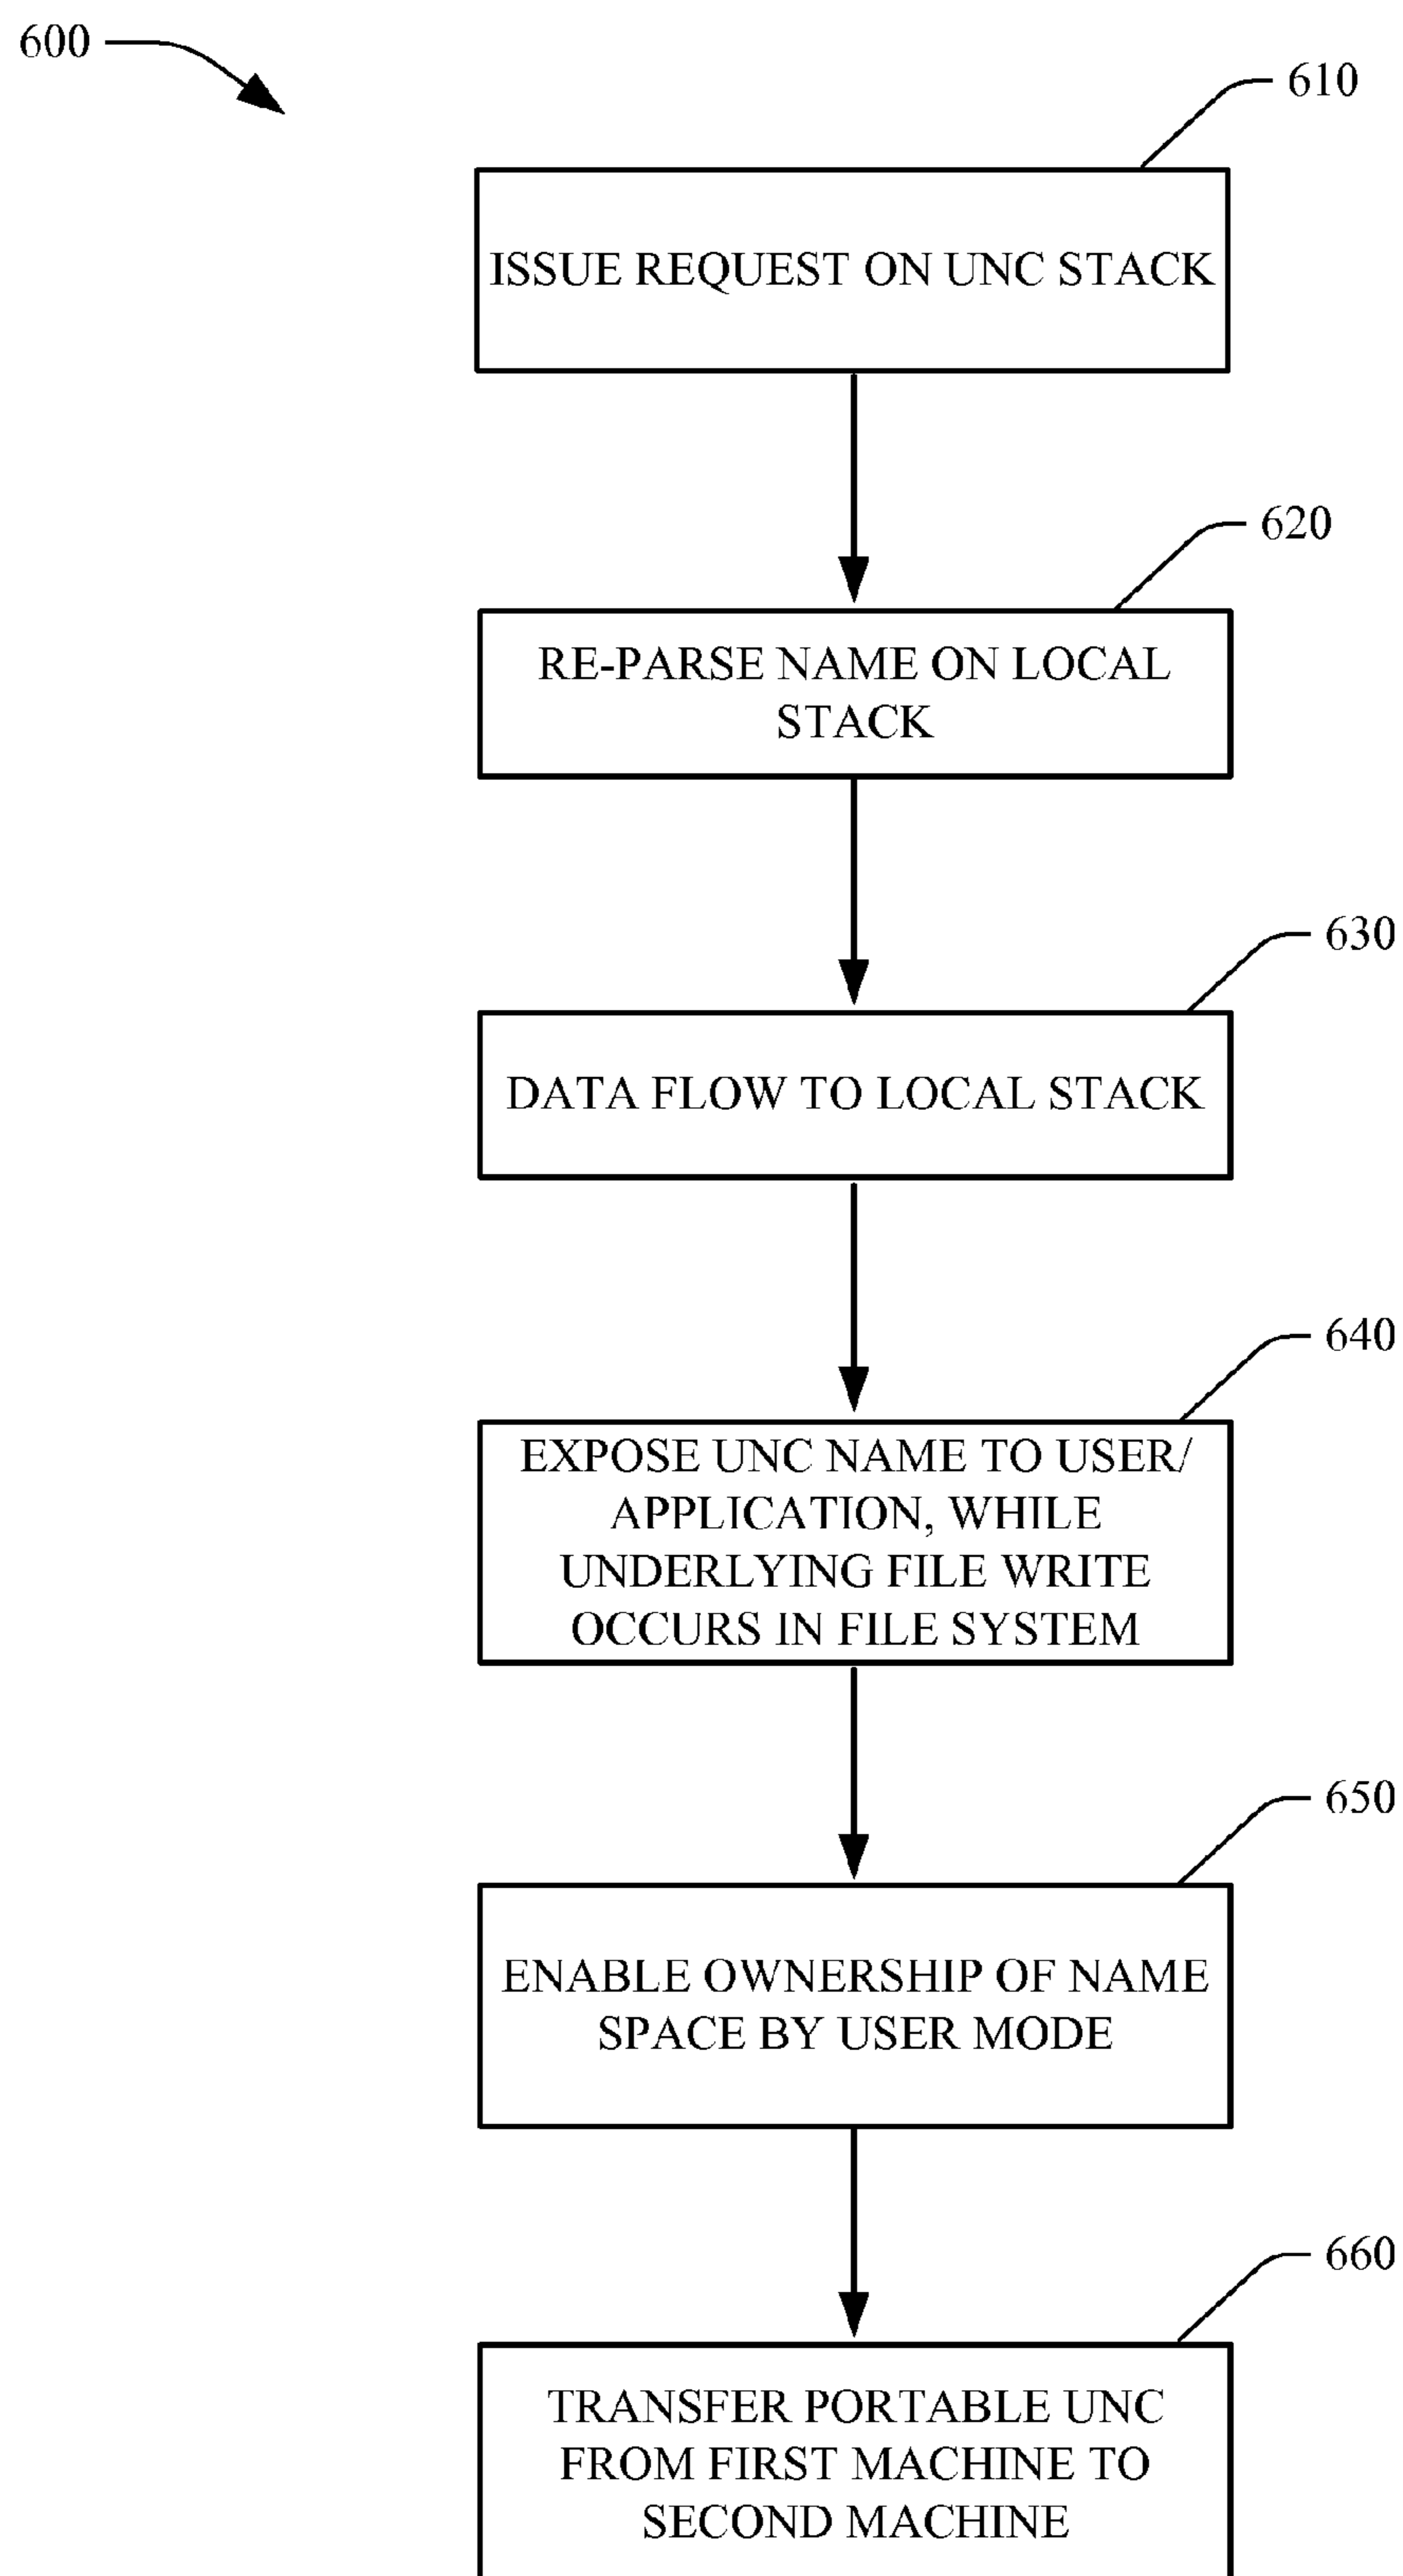 600
610
ISSUE REQUEST ON UNC STACK
620
RE-PARSE NAME ON LOCAL
STACK
630
DATA FLOW TO LOCAL STACK
640
EXPOSE UNC NAME TO USER/
APPLICATION, WHILE
UNDERLYING FILE WRITE
OCCURS IN FILE SYSTEM
650
ENABLE OWNERSHIP OF NAME
SPACE BY USER MODE
660
TRANSFER PORTABLE UNC
FROM FIRST MACHINE TO
SECOND MACHINE